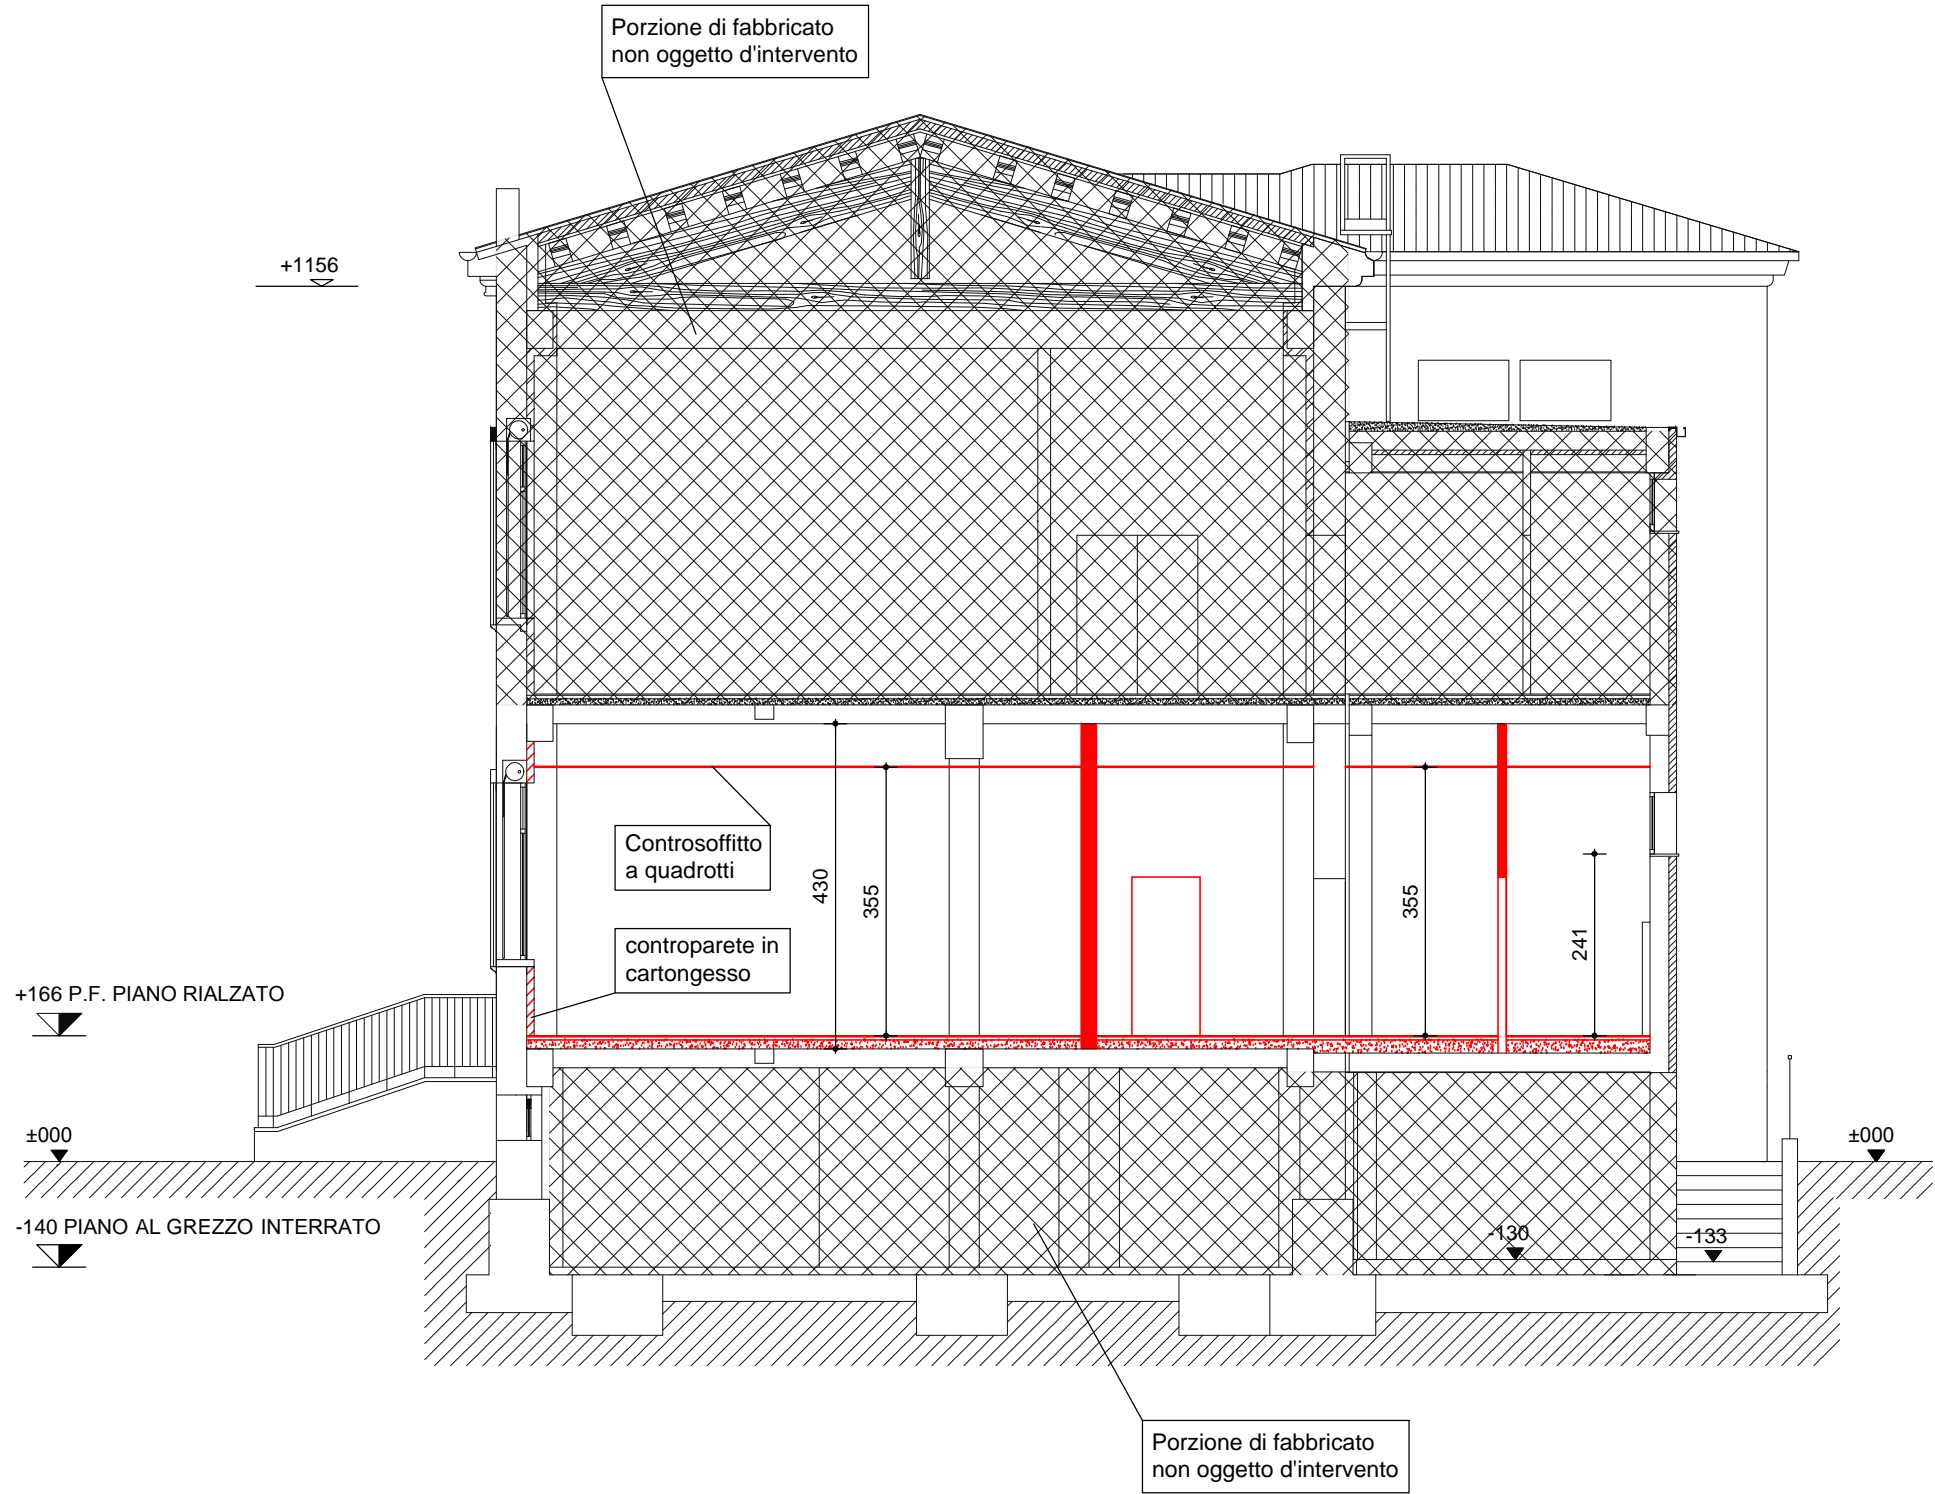 Porzione di fabbricato
non oggetto d'intervento
+1156
Controsoffitto
a quadrotti
430
355
355
241
controparete in
cartongesso
+166 P.F. PIANO RIALZATO
±000
±000
-140 PIANO AL GREZZO INTERRATO
-130
-133
Porzione di fabbricato
non oggetto d'intervento